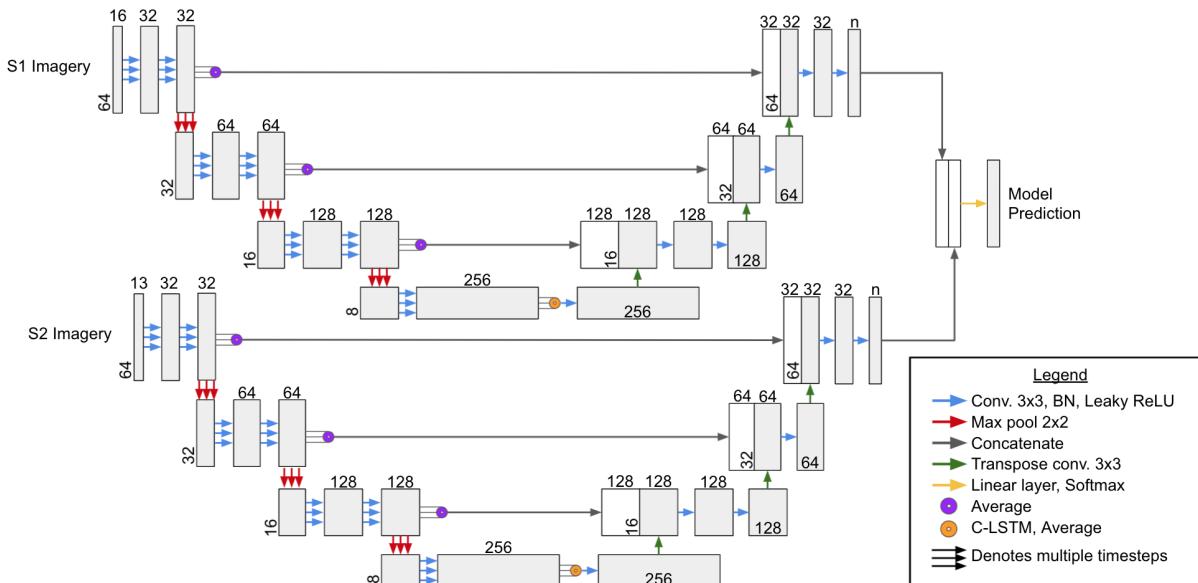 16 32 32
32 32 32 n
S1 Imagery
64
64
64 64
64 64
32
32
64
Model
Prediction
128 128
128 128 128
16
16
128
256
8
256
13 32 32
32 32 32 n
S2 Imagery
64
64
64 64
64 64
32
32
64
128 128
128 128 128
16
16
128
256
8
256
Legend
Conv. 3x3, BN, Leaky ReLU
Max pool 2x2
Concatenate
Transpose conv. 3x3
Linear layer, Softmax
Average
C-LSTM, Average
Denotes multiple timesteps